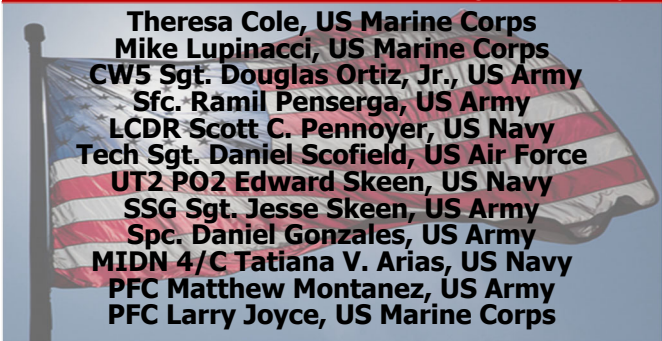 Theresa Cole, US Marine Corps
Mike Lupinacci, US Marine Corps
CW5 Sgt. Douglas Ortiz, Jr., US Army
Sfc. Ramil Penserga, US Army
LCDR Scott C. Pennoyer, US Navy
Tech Sgt. Daniel Scofield, US Air Force
UT2 PO2 Edward Skeen, US Navy
SSG Sgt. Jesse Skeen, US Army
Spc. Daniel Gonzales, US Army
MIDN 4/C Tatiana V. Arias, US Navy
PFC Matthew Montanez, US Army
PFC Larry Joyce, US Marine Corps